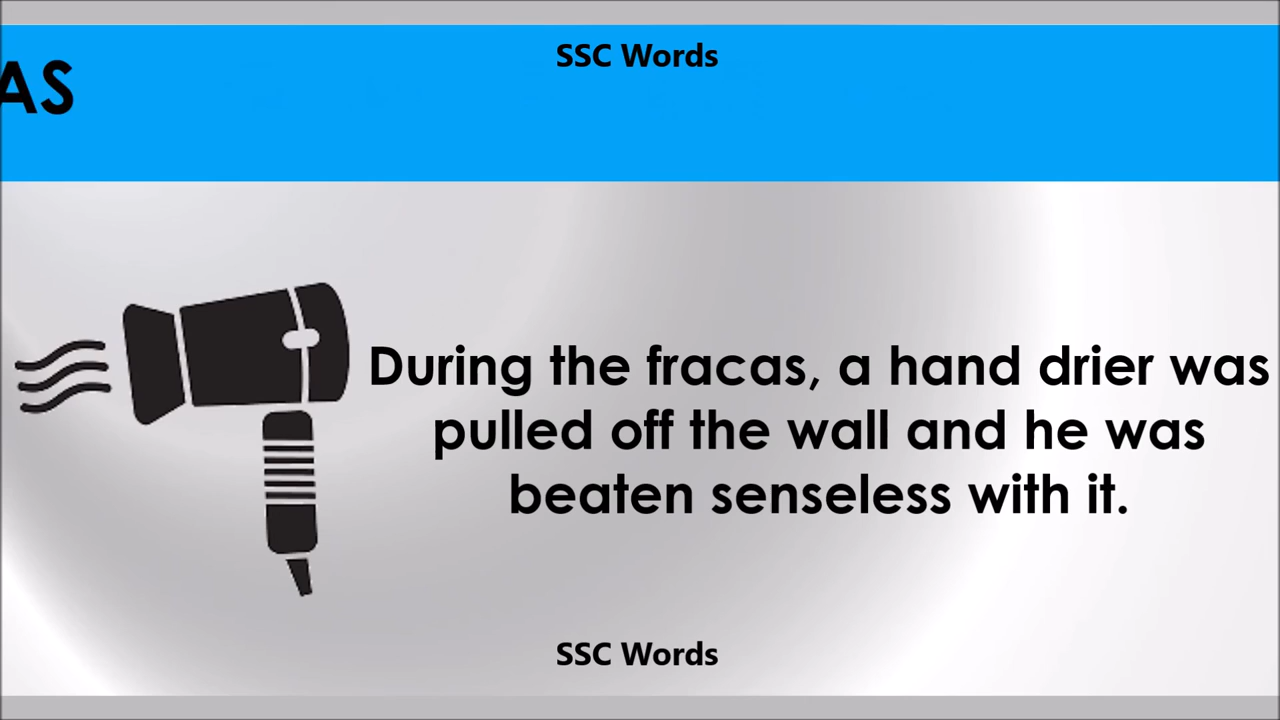 SSC Words
AS
During the fracas, a hand drier was
pulled off the wall and he was
beaten senseless with it.
SSC Words